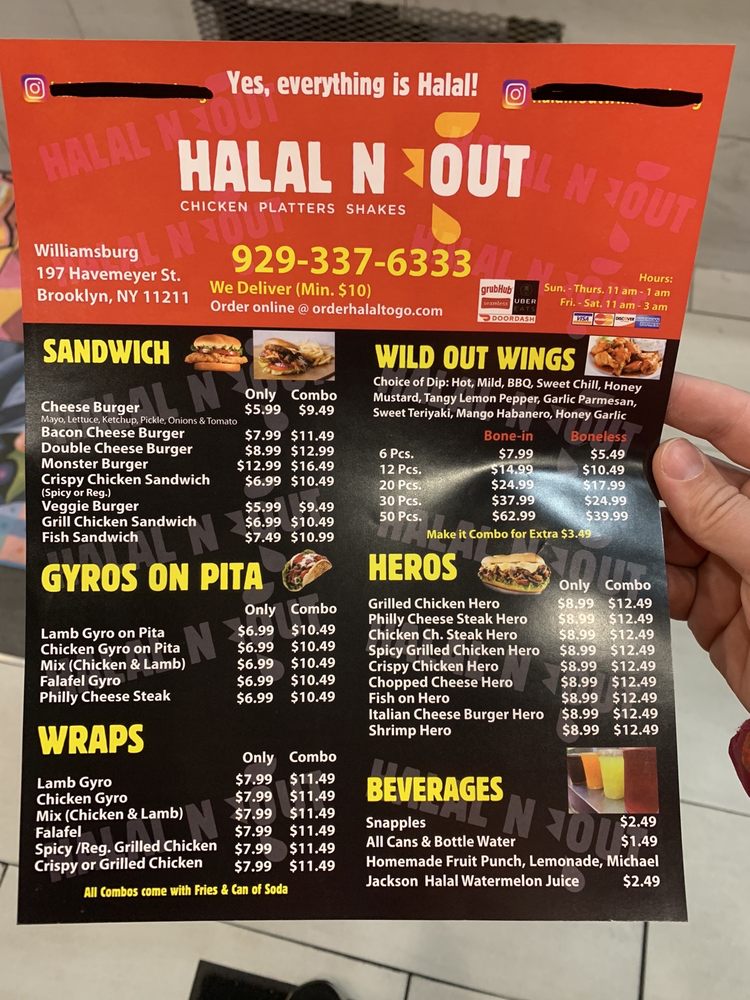 Yes, everything is Halal!
HALAL N OUT
CHICKEN PLATTERS SHAKES
Williamsburg
197 Havemeyer St.
Brooklyn, NY 11211
929-337-6333
We Deliver (Min. $10)
Order online @ orderhalaltogo.com
grubHub
seamless
UBER
EATS
DOORDASH
Hours:
Sun. - Thurs. 11 am - 1 am
Fri. - Sat. 11 am - 3 am
VISA MasterCard DISCOVER
SANDWICH
Only Combo
Cheese Burger $5.99 $9.49
Mayo, Lettuce, Ketchup, Pickle, Onions & Tomato
Bacon Cheese Burger $7.99 $11.49
Double Cheese Burger $8.99 $12.99
Monster Burger $12.99 $16.49
Crispy Chicken Sandwich $6.99 $10.49
(Spicy or Reg.)
Veggie Burger $5.99 $9.49
Grill Chicken Sandwich $6.99 $10.49
Fish Sandwich $7.49 $10.99
GYROS ON PITA
Only Combo
Lamb Gyro on Pita $6.99 $10.49
Chicken Gyro on Pita $6.99 $10.49
Mix (Chicken & Lamb) $6.99 $10.49
Falafel Gyro $6.99 $10.49
Philly Cheese Steak $6.99 $10.49
WRAPS
Only Combo
Lamb Gyro $7.99 $11.49
Chicken Gyro $7.99 $11.49
Mix (Chicken & Lamb) $7.99 $11.49
Falafel $7.99 $11.49
Spicy /Reg. Grilled Chicken $7.99 $11.49
Crispy or Grilled Chicken $7.99 $11.49
All Combos come with Fries & Can of Soda
WILD OUT WINGS
Choice of Dip: Hot, Mild, BBQ, Sweet Chill, Honey
Mustard, Tangy Lemon Pepper, Garlic Parmesan,
Sweet Teriyaki, Mango Habanero, Honey Garlic
Bone-in Boneless
6 Pcs. $7.99 $5.49
12 Pcs. $14.99 $10.49
20 Pcs. $24.99 $17.99
30 Pcs. $37.99 $24.99
50 Pcs. $62.99 $39.99
Make it Combo for Extra $3.49
HEROS
Only Combo
Grilled Chicken Hero $8.99 $12.49
Philly Cheese Steak Hero $8.99 $12.49
Chicken Ch. Steak Hero $8.99 $12.49
Spicy Grilled Chicken Hero $8.99 $12.49
Crispy Chicken Hero $8.99 $12.49
Chopped Cheese Hero $8.99 $12.49
Fish on Hero $8.99 $12.49
Italian Cheese Burger Hero $8.99 $12.49
Shrimp Hero $8.99 $12.49
BEVERAGES
Snapples $2.49
All Cans & Bottle Water $1.49
Homemade Fruit Punch, Lemonade, Michael
Jackson Halal Watermelon Juice $2.49